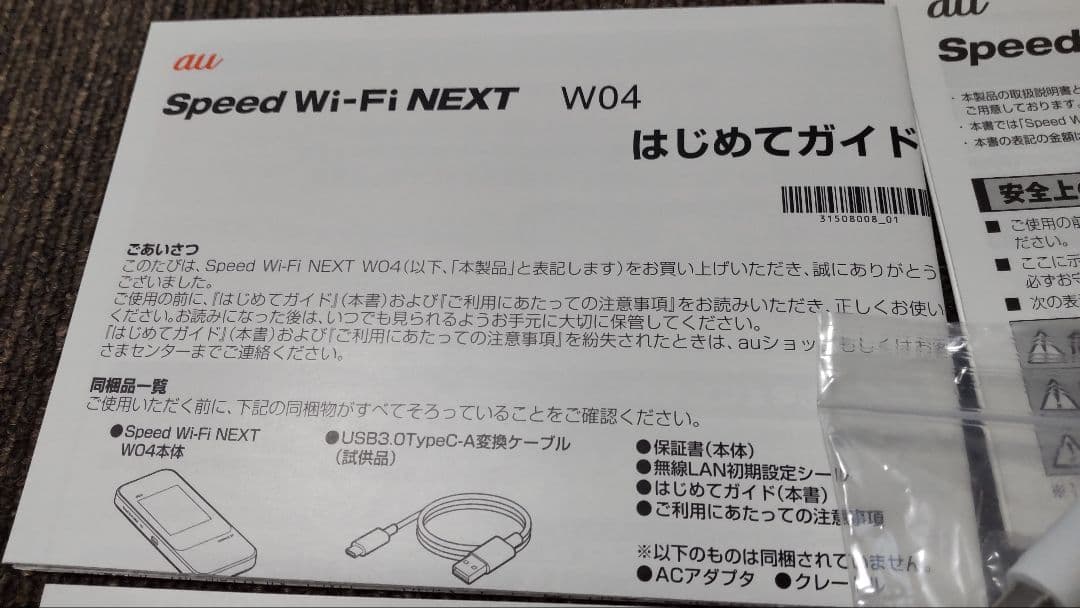 au
Speed Wi-Fi NEXT W04
はじめてガイド
31508008_01
ごあいさつ
このたびは、Speed Wi-Fi NEXT W04(以下、「本製品」と表記します)をお買い上げいただき、誠にありがとう
ございました。
ご使用の前に、『はじめてガイド』(本書)および『ご利用にあたっての注意事項』をお読みいただき、正しくお使い
ください。お読みになった後は、いつでも見られるようお手元に大切に保管してください。
『はじめてガイド』(本書)および『ご利用にあたっての注意事項』を紛失されたときは、auショッ もしくはお客
さまセンターまでご連絡ください。
同梱品一覧
ご使用いただく前に、下記の同梱物がすべてそろっていることをご確認ください。
●Speed Wi-Fi NEXT
W04本体
●USB3.0TypeC-A変換ケーブル
(試供品)
●保証書(本体)
●無線LAN初期設定シール
●はじめてガイド(本書)
●ご利用にあたっての注意事項
※以下のものは同梱されていません。
●ACアダプタ ●クレードル
au
Speed
・本製品の取扱説明書と
ご用意しております。
・本書では「Speed W
・本書の表記の金額に
安全上の
■ ご使用の前
ださい。
■ ここに示
必ずお守
■ 次の表